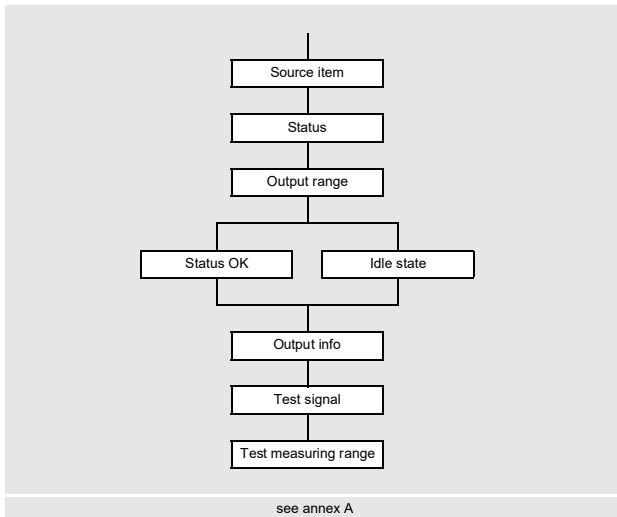 Source item
Status
Output range
Status OK
Idle state
Output info
Test signal
Test measuring range
see annex A